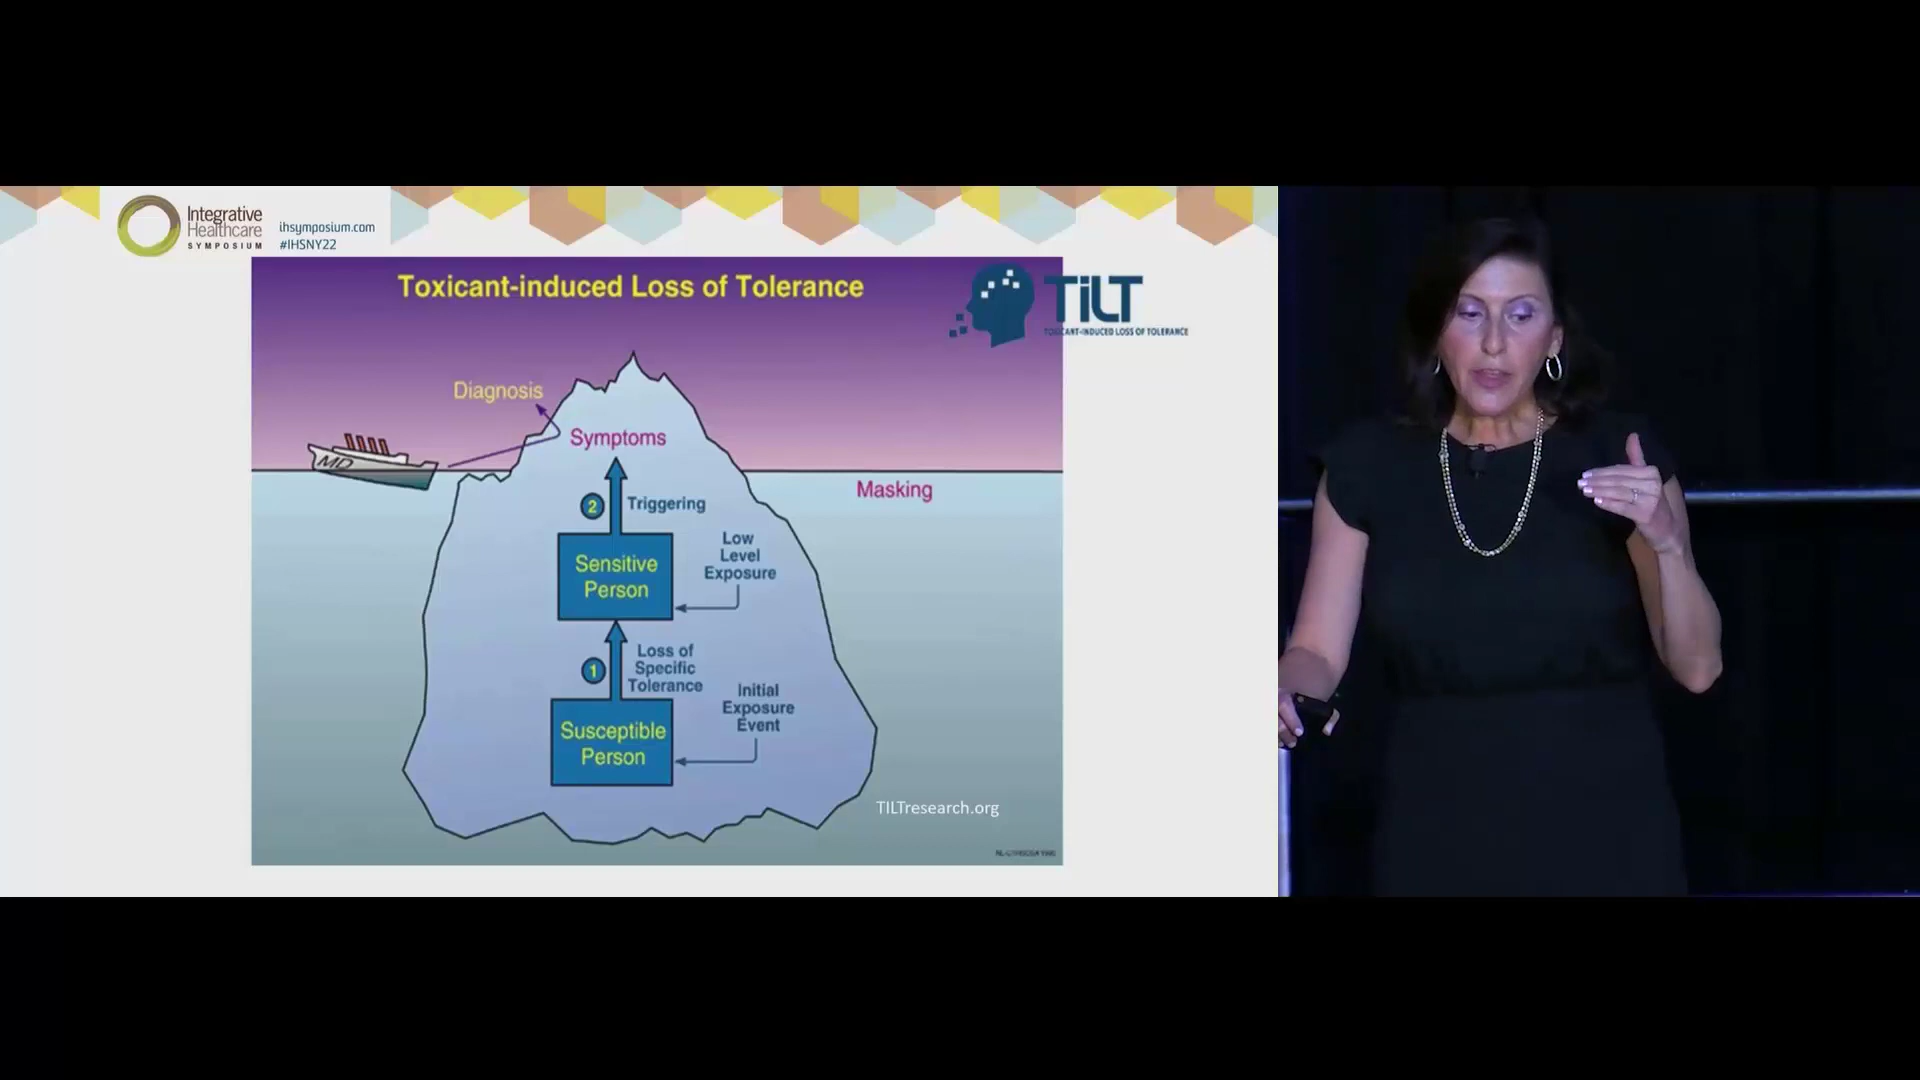 Integrative
Healthcare
SYMPOSIUM
ihsymposium.com
#IHSNY22
Toxicant-induced Loss of Tolerance
TiLT
TOXICANT-INDUCED LOSS OF TOLERANCE
Diagnosis
Symptoms
MD
Masking
2
Triggering
Sensitive
Person
Low
Level
Exposure
1
Loss of
Specific
Tolerance
Initial
Exposure
Event
Susceptible
Person
TILTresearch.org